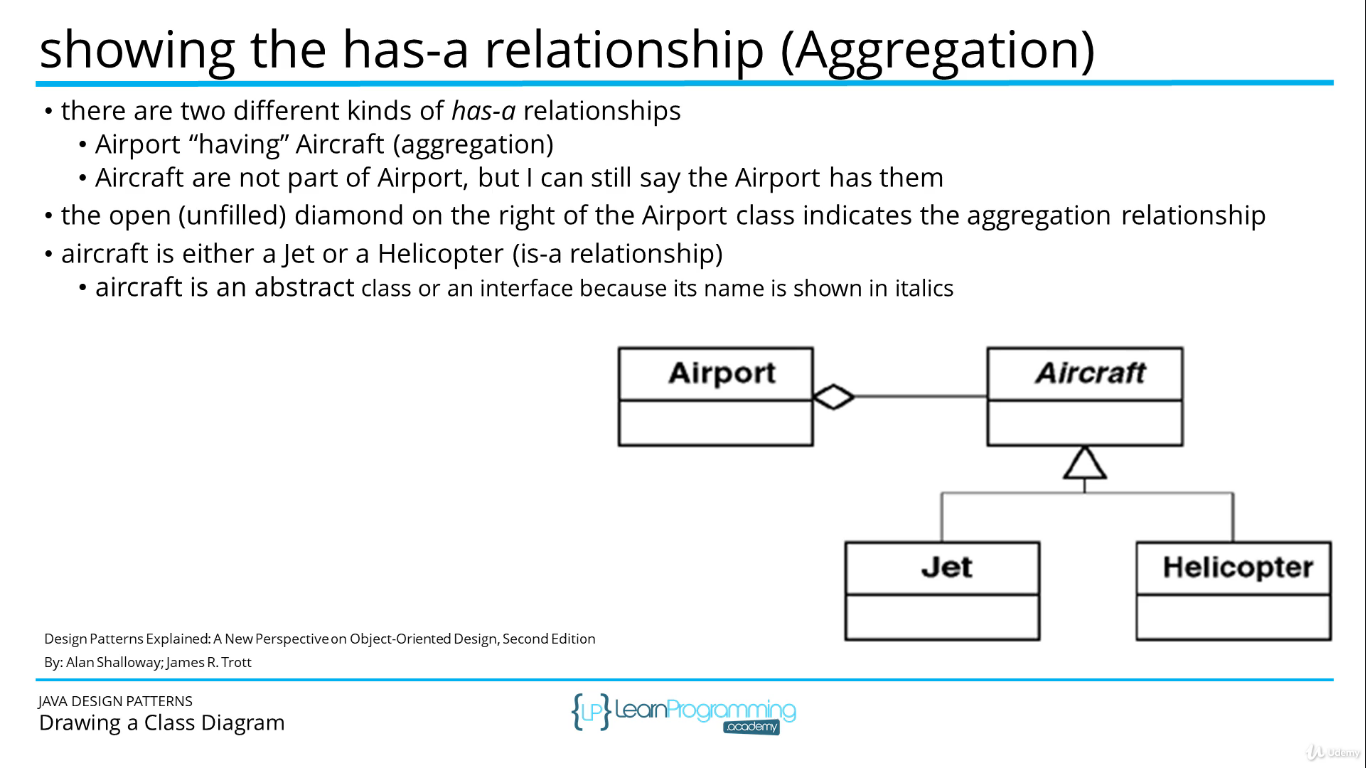 showing the has-a relationship (Aggregation)
• there are two different kinds of has-a relationships
• Airport “having” Aircraft (aggregation)
• Aircraft are not part of Airport, but I can still say the Airport has them
• the open (unfilled) diamond on the right of the Airport class indicates the aggregation relationship
• aircraft is either a Jet or a Helicopter (is-a relationship)
• aircraft is an abstract class or an interface because its name is shown in italics
Airport
Aircraft
Jet
Helicopter
Design Patterns Explained: A New Perspective on Object-Oriented Design, Second Edition
By: Alan Shalloway; James R. Trott
JAVA DESIGN PATTERNS
Drawing a Class Diagram
{LP} LearnProgramming
.academy
Udemy